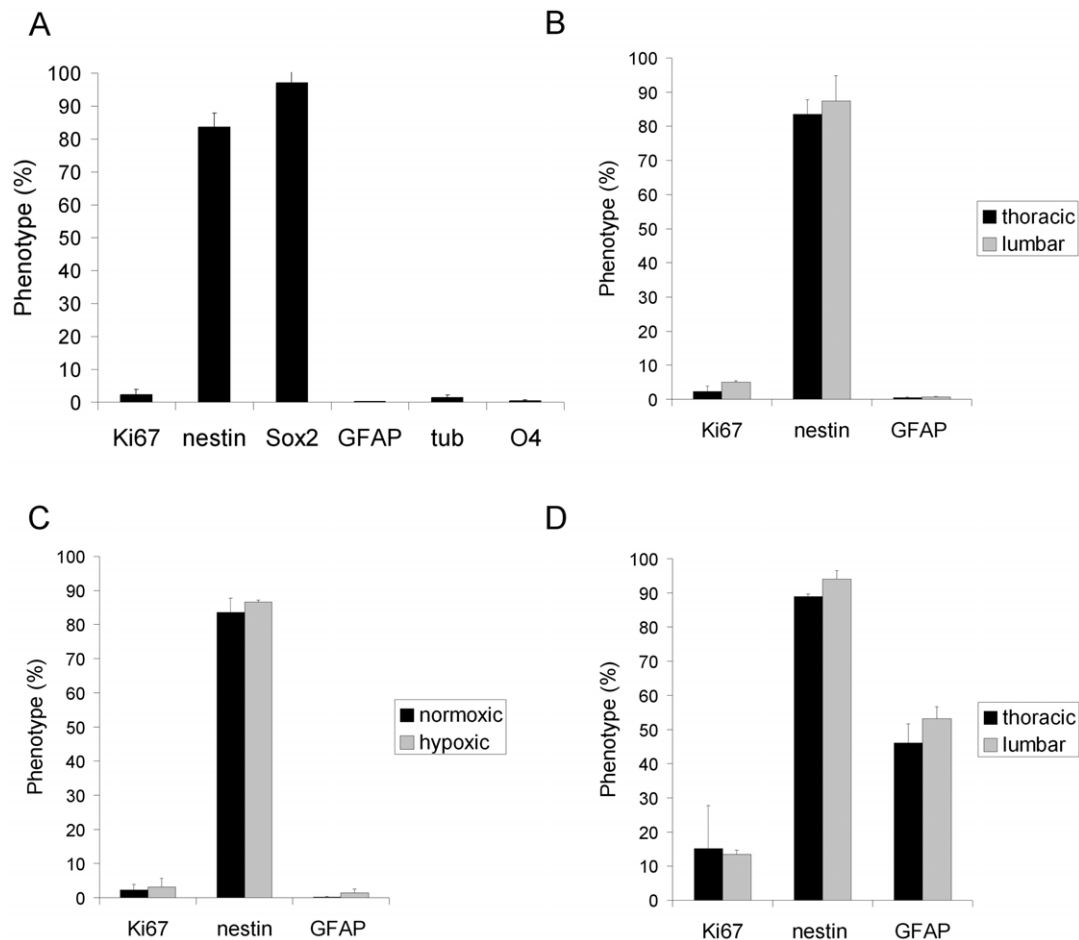 A
Phenotype (%)
100
90
80
70
60
50
40
30
20
10
0
Ki67 nestin Sox2 GFAP tub O4
B
Phenotype (%)
100
90
80
70
60
50
40
30
20
10
0
Ki67 nestin GFAP
thoracic
lumbar
C
Phenotype (%)
100
90
80
70
60
50
40
30
20
10
0
Ki67 nestin GFAP
normoxic
hypoxic
D
Phenotype (%)
100
90
80
70
60
50
40
30
20
10
0
Ki67 nestin GFAP
thoracic
lumbar